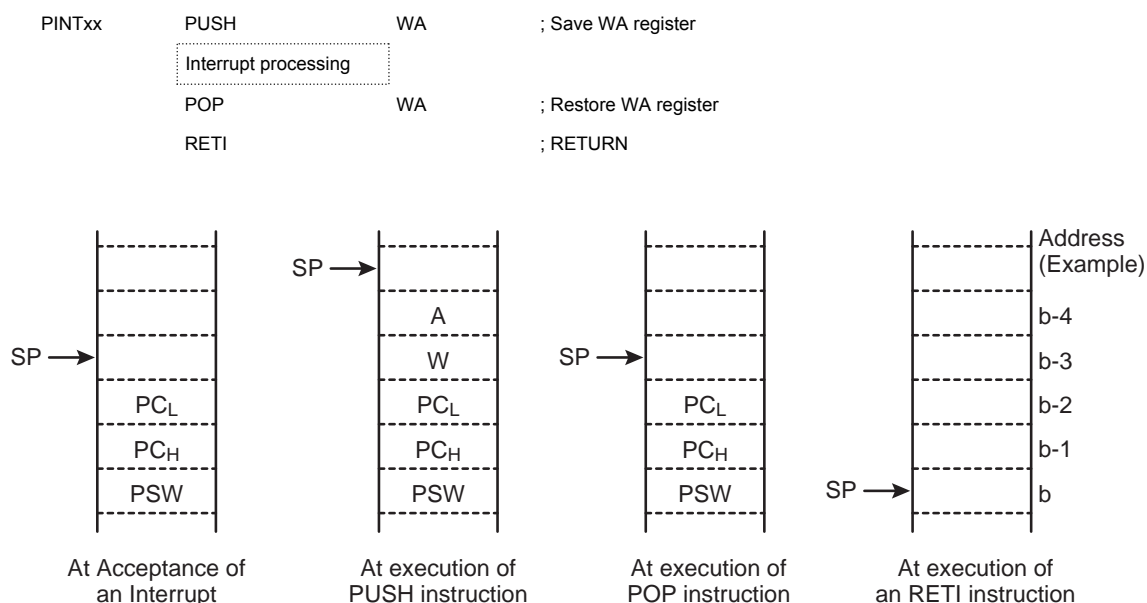 PINTxx PUSH WA ; Save WA register
Interrupt processing
POP WA ; Restore WA register
RETI ; RETURN
Address
(Example)
SP
A b-4
SP W SP b-3
PCL PCL PCL b-2
PCH PCH PCH b-1
PSW PSW PSW SP b
At Acceptance of
an Interrupt
At execution of
PUSH instruction
At execution of
POP instruction
At execution of
an RETI instruction